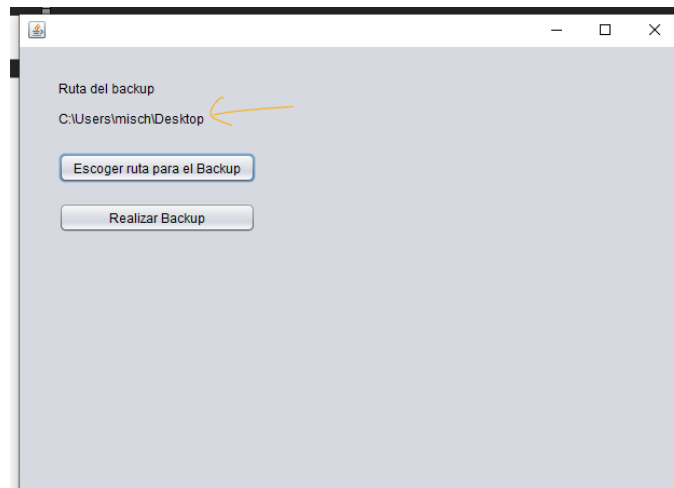 Ruta del backup
C:\Users\misch\Desktop
Escoger ruta para el Backup
Realizar Backup